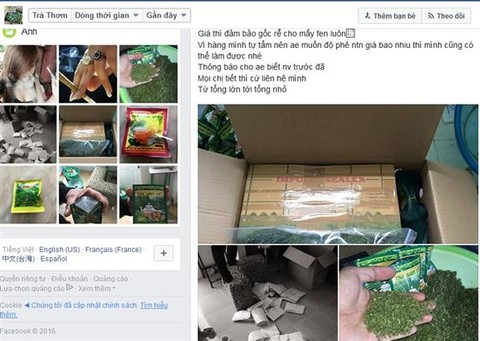 Trà Thơm
Dòng thời gian
Gần đây
Thêm bạn bè
Theo dõi
Ảnh
Giá thì đảm bảo gốc rễ cho mấy fen luôn
Vì hàng mình tự tẩm nên ae muốn độ phê ntn giá bao nhiu thì mình cũng có
thể làm được nhé
Thông báo cho ae biết nv trước đã
Mọi chị tiết thì cứ liên hệ mình
Từ tổng lớn tới tổng nhỏ
Tiếng Việt · English (US) · Français (France) ·
中文(台灣) · Español
Quyền riêng tư · Điều khoản · Quảng cáo ·
Lựa chọn quảng cáo · Xem thêm
Cookie Chúng tôi đã cập nhật chính sách. Tìm hiểu
thêm.
Facebook © 2016